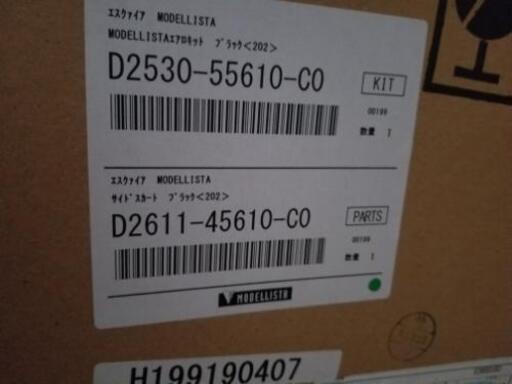 エスクァイア MODELLISTA
MODELLISTAエアロキット ブラック<202>
D2530-55610-C0
KIT
00199
数量 1
エスクァイア MODELLISTA
サイドスカート ブラック<202>
D2611-45610-C0
PARTS
00199
数量 1
MODELLISTA
H199190407